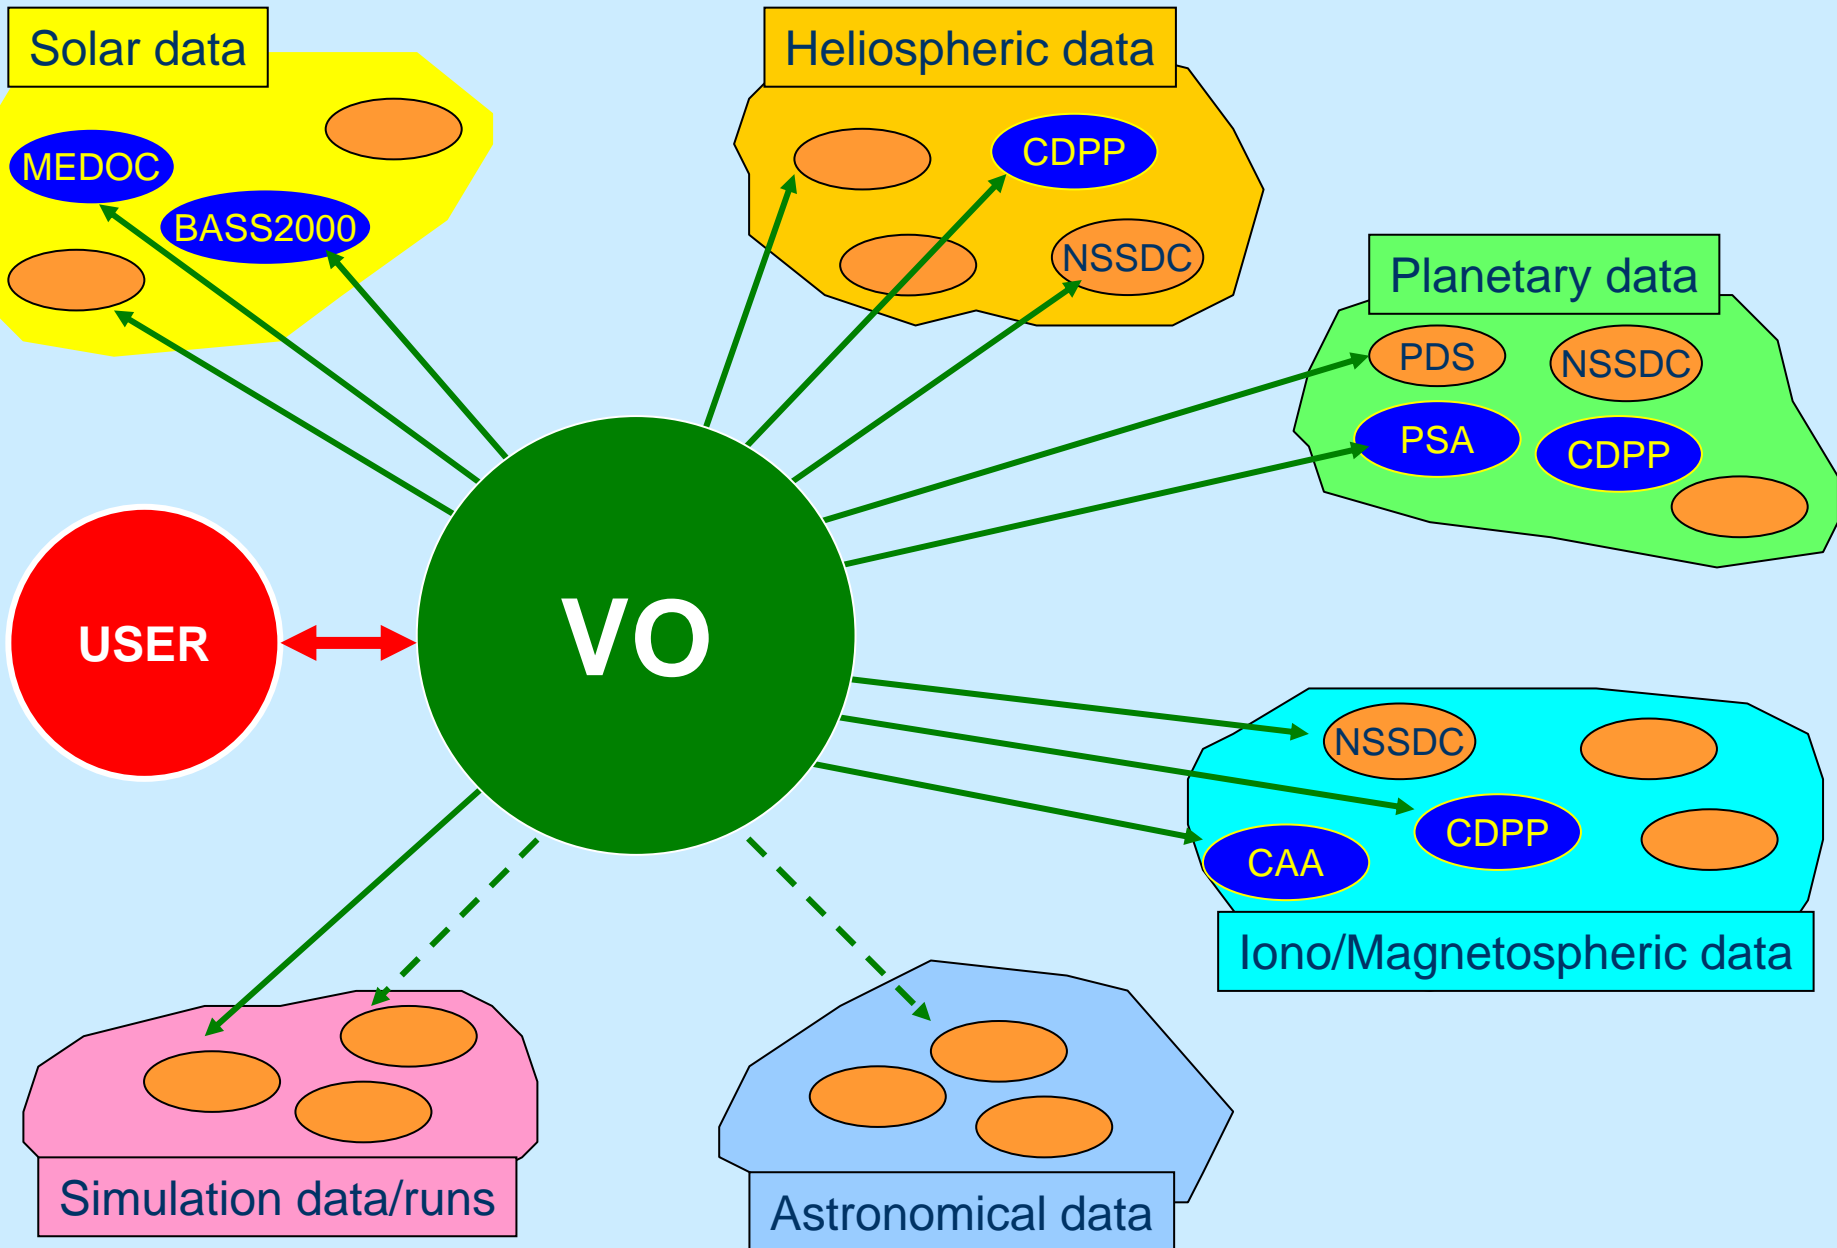 Solar data
Heliospheric data
MEDOC
BASS2000
CDPP
NSSDC
Planetary data
PDS
NSSDC
PSA
CDPP
USER
VO
NSSDC
CDPP
CAA
Iono/Magnetospheric data
Simulation data/runs
Astronomical data